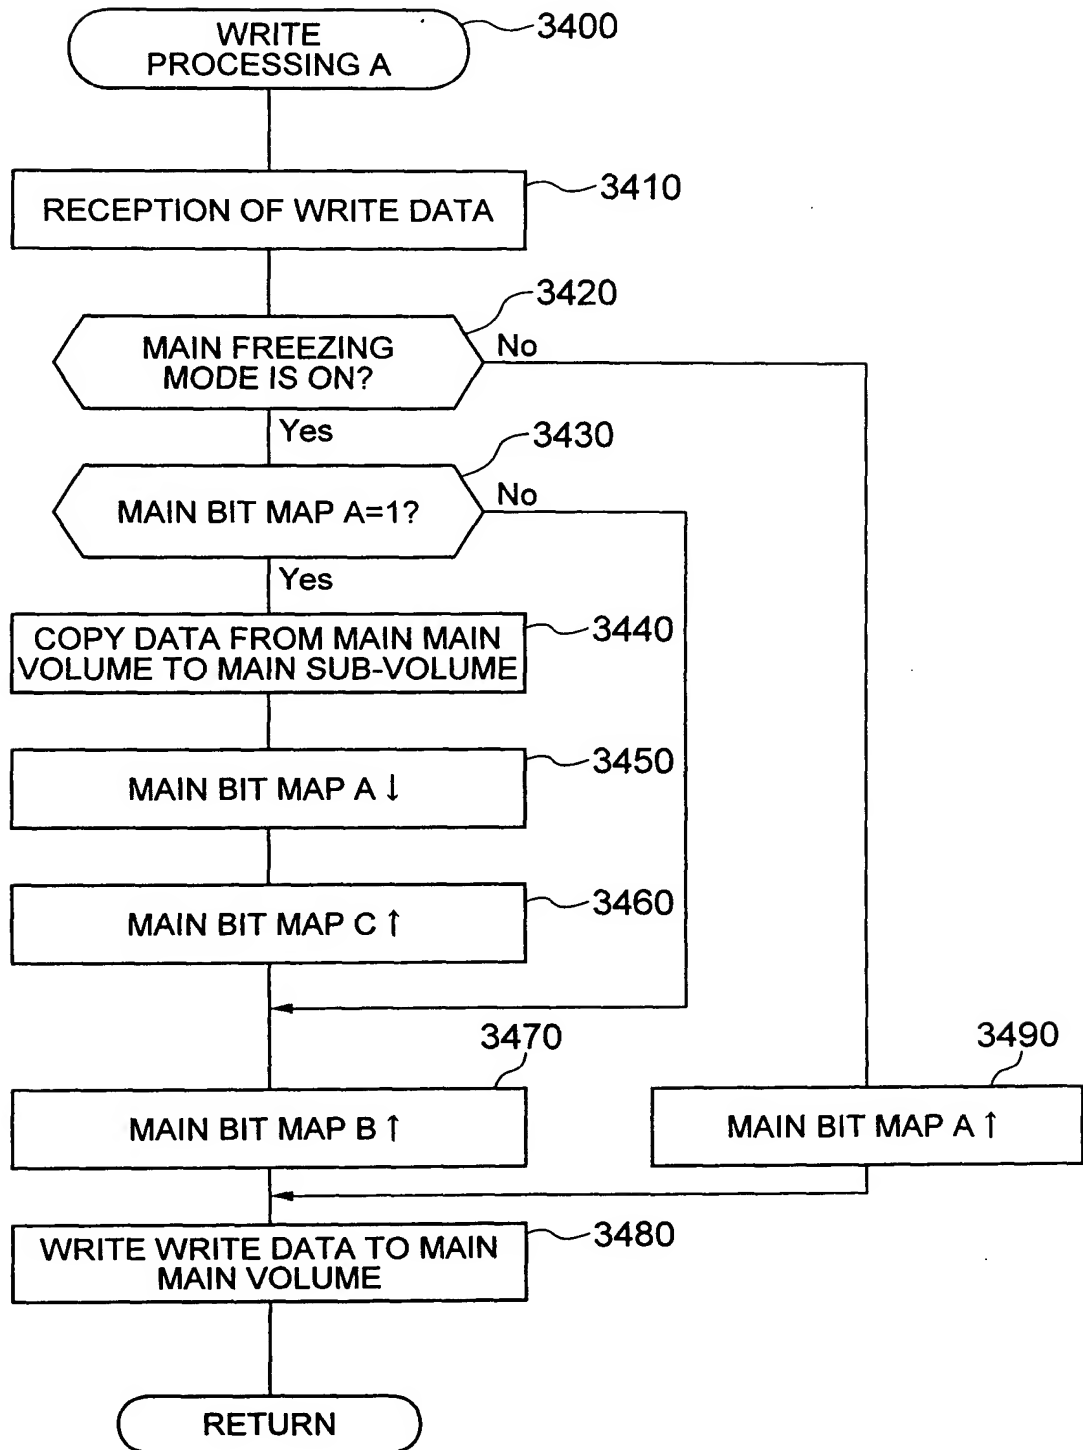 WRITE
PROCESSING A
3400
RECEPTION OF WRITE DATA
3410
MAIN FREEZING
MODE IS ON?
3420
No
Yes
MAIN BIT MAP A=1?
3430
No
Yes
COPY DATA FROM MAIN MAIN
VOLUME TO MAIN SUB-VOLUME
3440
MAIN BIT MAP A ↓
3450
MAIN BIT MAP C ↑
3460
MAIN BIT MAP B ↑
3470
MAIN BIT MAP A ↑
3490
WRITE WRITE DATA TO MAIN
MAIN VOLUME
3480
RETURN